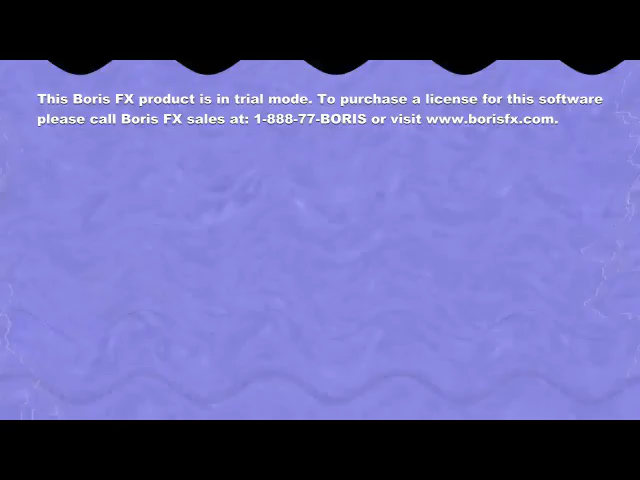 This Boris FX product is in trial mode. To purchase a license for this software
please call Boris FX sales at: 1-888-77-BORIS or visit www.borisfx.com.